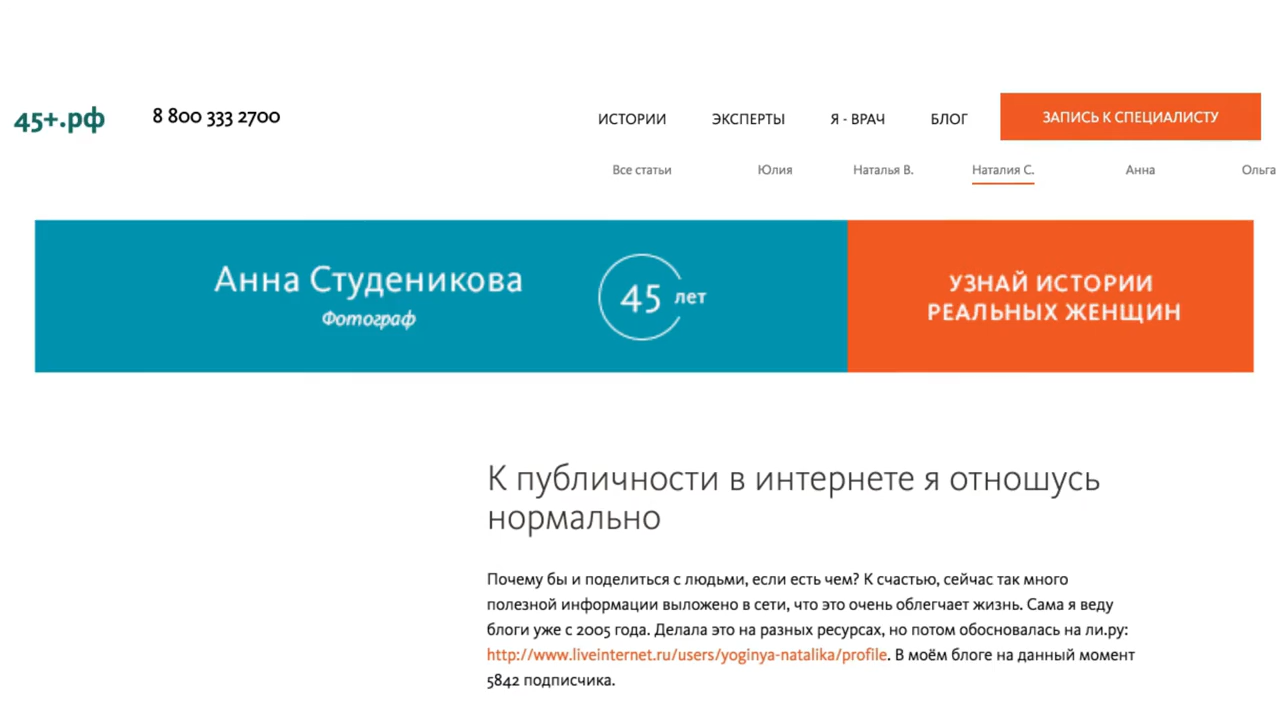 45+.рф
8 800 333 2700
ИСТОРИИ
ЭКСПЕРТЫ
Я - ВРАЧ
БЛОГ
ЗАПИСЬ К СПЕЦИАЛИСТУ
Все статьи
Юлия
Наталья В.
Наталия С.
Анна
Ольга
Анна Студеникова
Фотограф
45 лет
УЗНАЙ ИСТОРИИ
РЕАЛЬНЫХ ЖЕНЩИН
К публичности в интернете я отношусь
нормально
Почему бы и поделиться с людьми, если есть чем? К счастью, сейчас так много
полезной информации выложено в сети, что это очень облегчает жизнь. Сама я веду
блоги уже с 2005 года. Делала это на разных ресурсах, но потом обосновалась на ли.ру:
http://www.liveinternet.ru/users/yoginya-natalika/profile. В моём блоге на данный момент
5842 подписчика.